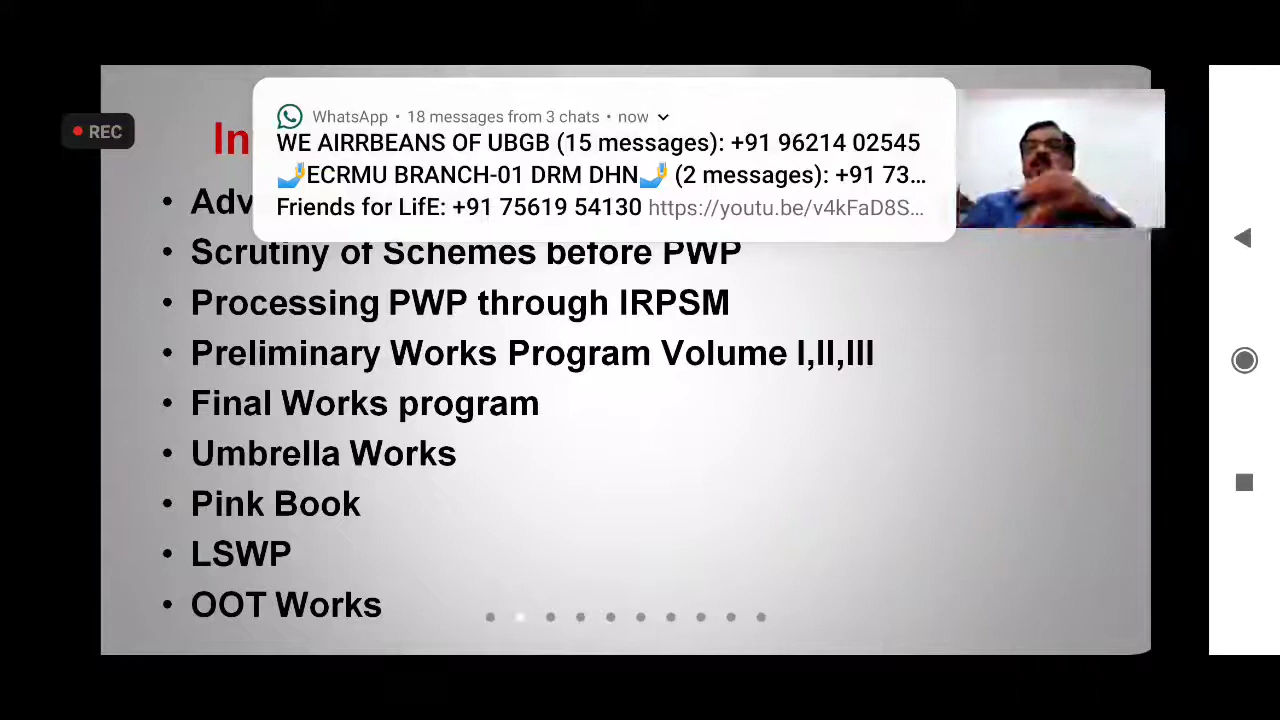 REC
WhatsApp • 18 messages from 3 chats • now
WE AIRRBEANS OF UBGB (15 messages): +91 96214 02545
🤳ECRMU BRANCH-01 DRM DHN🤳 (2 messages): +91 73...
Friends for LifE: +91 75619 54130 https://youtu.be/v4kFaD8S...
In
• Adv
• Scrutiny of Schemes before PWP
• Processing PWP through IRPSM
• Preliminary Works Program Volume I,II,III
• Final Works program
• Umbrella Works
• Pink Book
• LSWP
• OOT Works